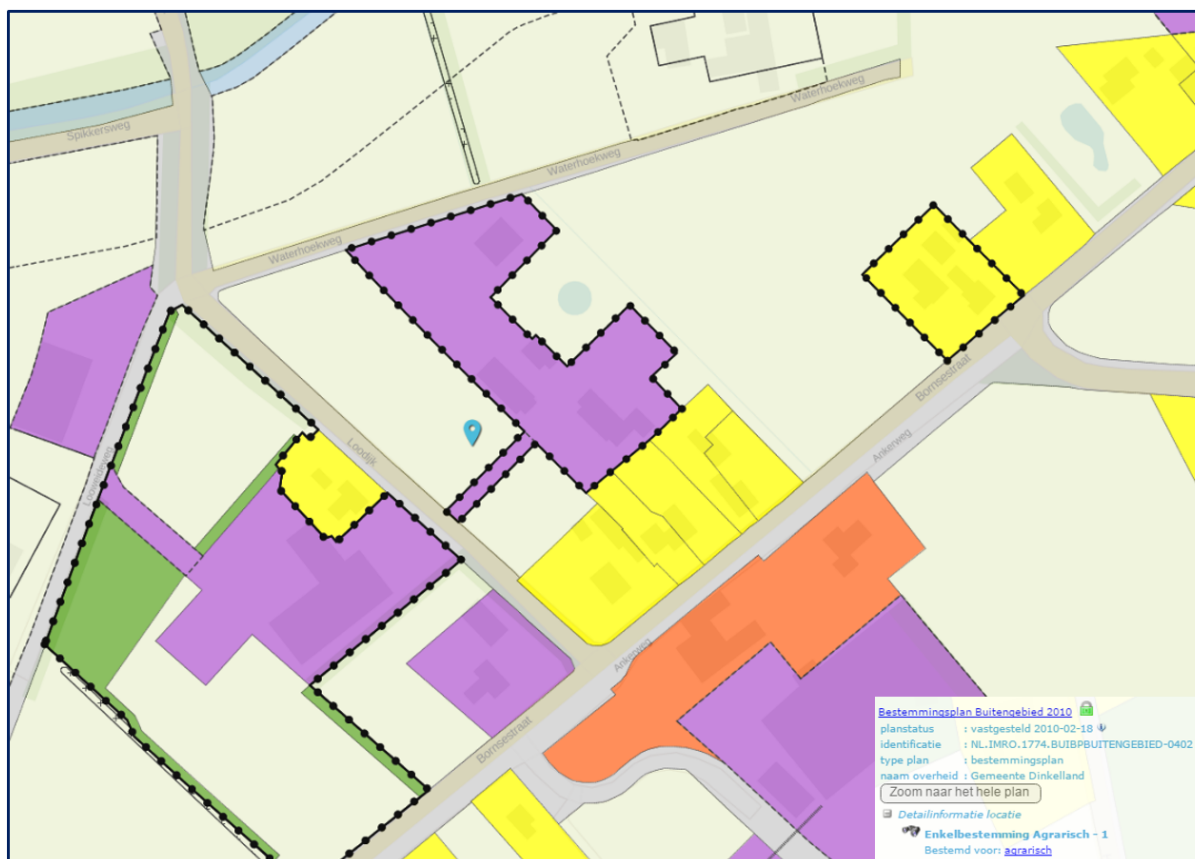 Spikkersweg
Waterhoekweg
Waterhoekweg
Waterhoekweg
Looweideweg
Loodijk
Bornsestraat
Ankerweg
Ankerweg
Bornsestraat
Bestemmingsplan Buitengebied 2010
planstatus : vastgesteld 2010-02-18
identificatie : NL.IMRO.1774.BUIBPBUITENGEBIED-0402
type plan : bestemmingsplan
naam overheid : Gemeente Dinkelland
Zoom naar het hele plan
Detailinformatie locatie
Enkelbestemming Agrarisch - 1
Bestemd voor: agrarisch